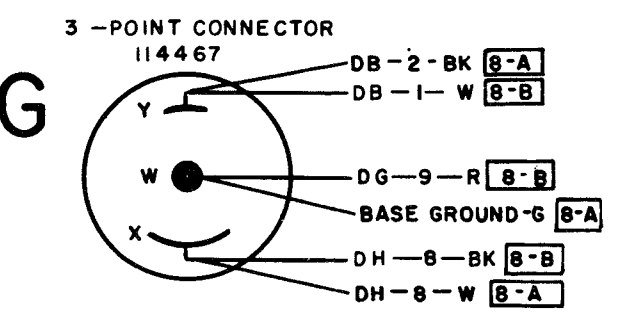 3 -POINT CONNECTOR
114467
G
DB-2-BK 8-A
DB-1-W 8-B
Y
W
DG-9-R 8-B
BASE GROUND-G 8-A
X
DH-8-BK 8-B
DH-8-W 8-A